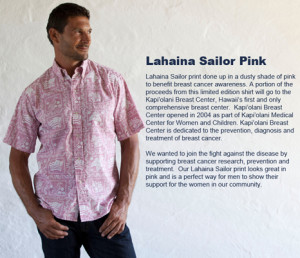 Lahaina Sailor Pink
Lahaina Sailor print done up in a dusty shade of pink
to benefit breast cancer awareness. A portion of the
proceeds from this limited edition shirt will go to the
Kapi'olani Breast Center, Hawaii's first and only
comprehensive breast center. Kapi'olani Breast
Center opened in 2004 as part of Kapi'olani Medical
Center for Women and Children. Kapi'olani Breast
Center is dedicated to the prevention, diagnosis and
treatment of breast cancer.
We wanted to join the fight against the disease by
supporting breast cancer research, prevention and
treatment. Our Lahaina Sailor print looks great in
pink and is a perfect way for men to show their
support for the women in our community.